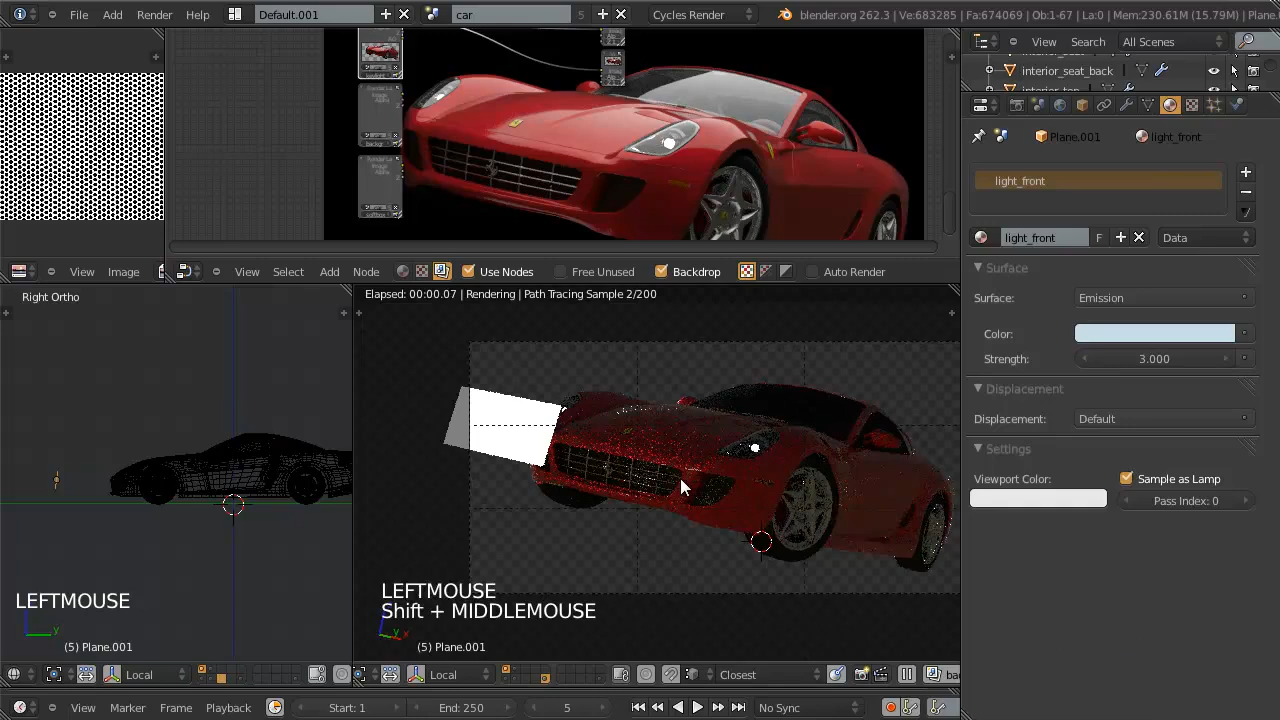 File Add Render Help Default.001 car 5 Cycles Render blender.org 262.3 | Ve:683285 | Fa:674069 | Ob:1-67 | La:0 | Mem:230.61M (15.79M) | Plane.
View Search All Scenes
interior_seat_back
Plane.001 light_front
light_front
light_front F Data
Surface
Surface: Emission
Color:
Strength: 3.000
Displacement
Displacement: Default
Settings
Viewport Color: Sample as Lamp
Pass Index: 0
View Image
View Select Add Node Use Nodes Free Unused Backdrop Auto Render
Right Ortho
LEFTMOUSE
(5) Plane.001
Elapsed: 00:00.07 | Rendering | Path Tracing Sample 2/200
LEFTMOUSE
Shift + MIDDLEMOUSE
(5) Plane.001
Local
Local Closest
View Marker Frame Playback Start: 1 End: 250 5 No Sync